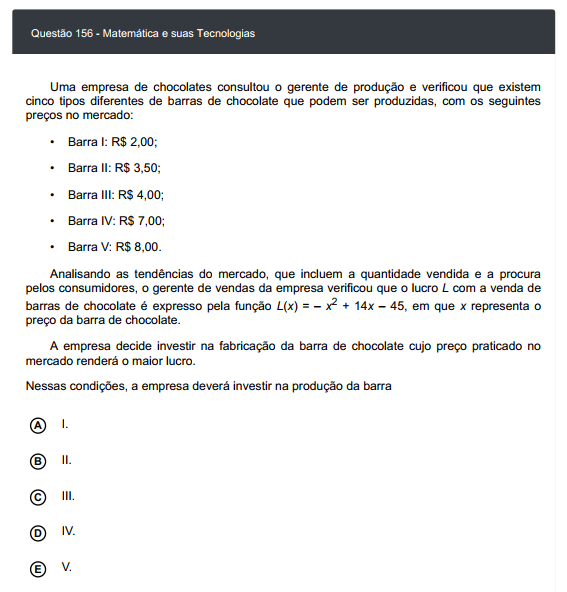 Questão 156 - Matemática e suas Tecnologias
Uma empresa de chocolates consultou o gerente de produção e verificou que existem
cinco tipos diferentes de barras de chocolate que podem ser produzidas, com os seguintes
preços no mercado:
• Barra I: R$ 2,00;
• Barra II: R$ 3,50;
• Barra III: R$ 4,00;
• Barra IV: R$ 7,00;
• Barra V: R$ 8,00.
Analisando as tendências do mercado, que incluem a quantidade vendida e a procura
pelos consumidores, o gerente de vendas da empresa verificou que o lucro L com a venda de
barras de chocolate é expresso pela função L(x) = – x² + 14x – 45, em que x representa o
preço da barra de chocolate.
A empresa decide investir na fabricação da barra de chocolate cujo preço praticado no
mercado renderá o maior lucro.
Nessas condições, a empresa deverá investir na produção da barra
A I.
B II.
C III.
D IV.
E V.